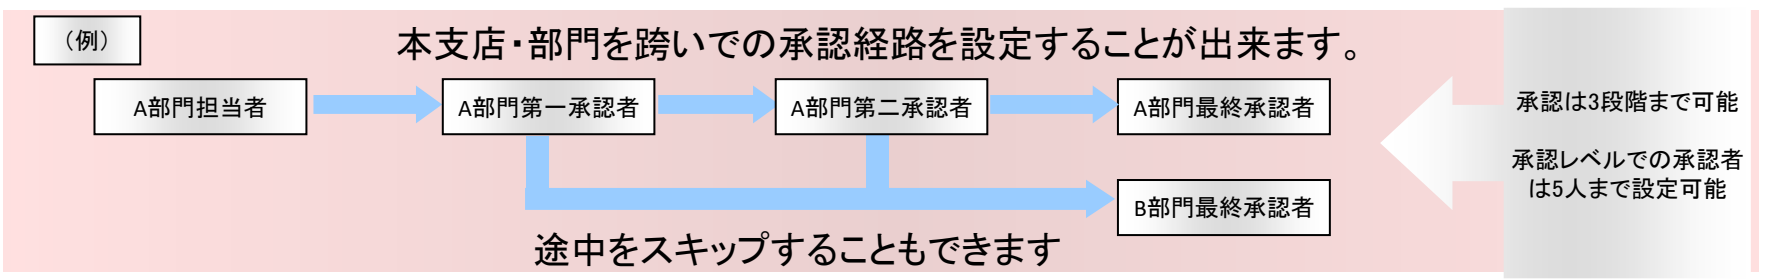 （例）
本支店・部門を跨いでの承認経路を設定することが出来ます。
A部門担当者
A部門第一承認者
A部門第二承認者
A部門最終承認者
B部門最終承認者
途中をスキップすることもできます
承認は3段階まで可能
承認レベルでの承認者
は5人まで設定可能